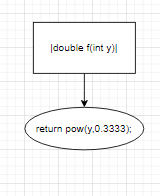 |double f(int y)|
return pow(y,0.3333);